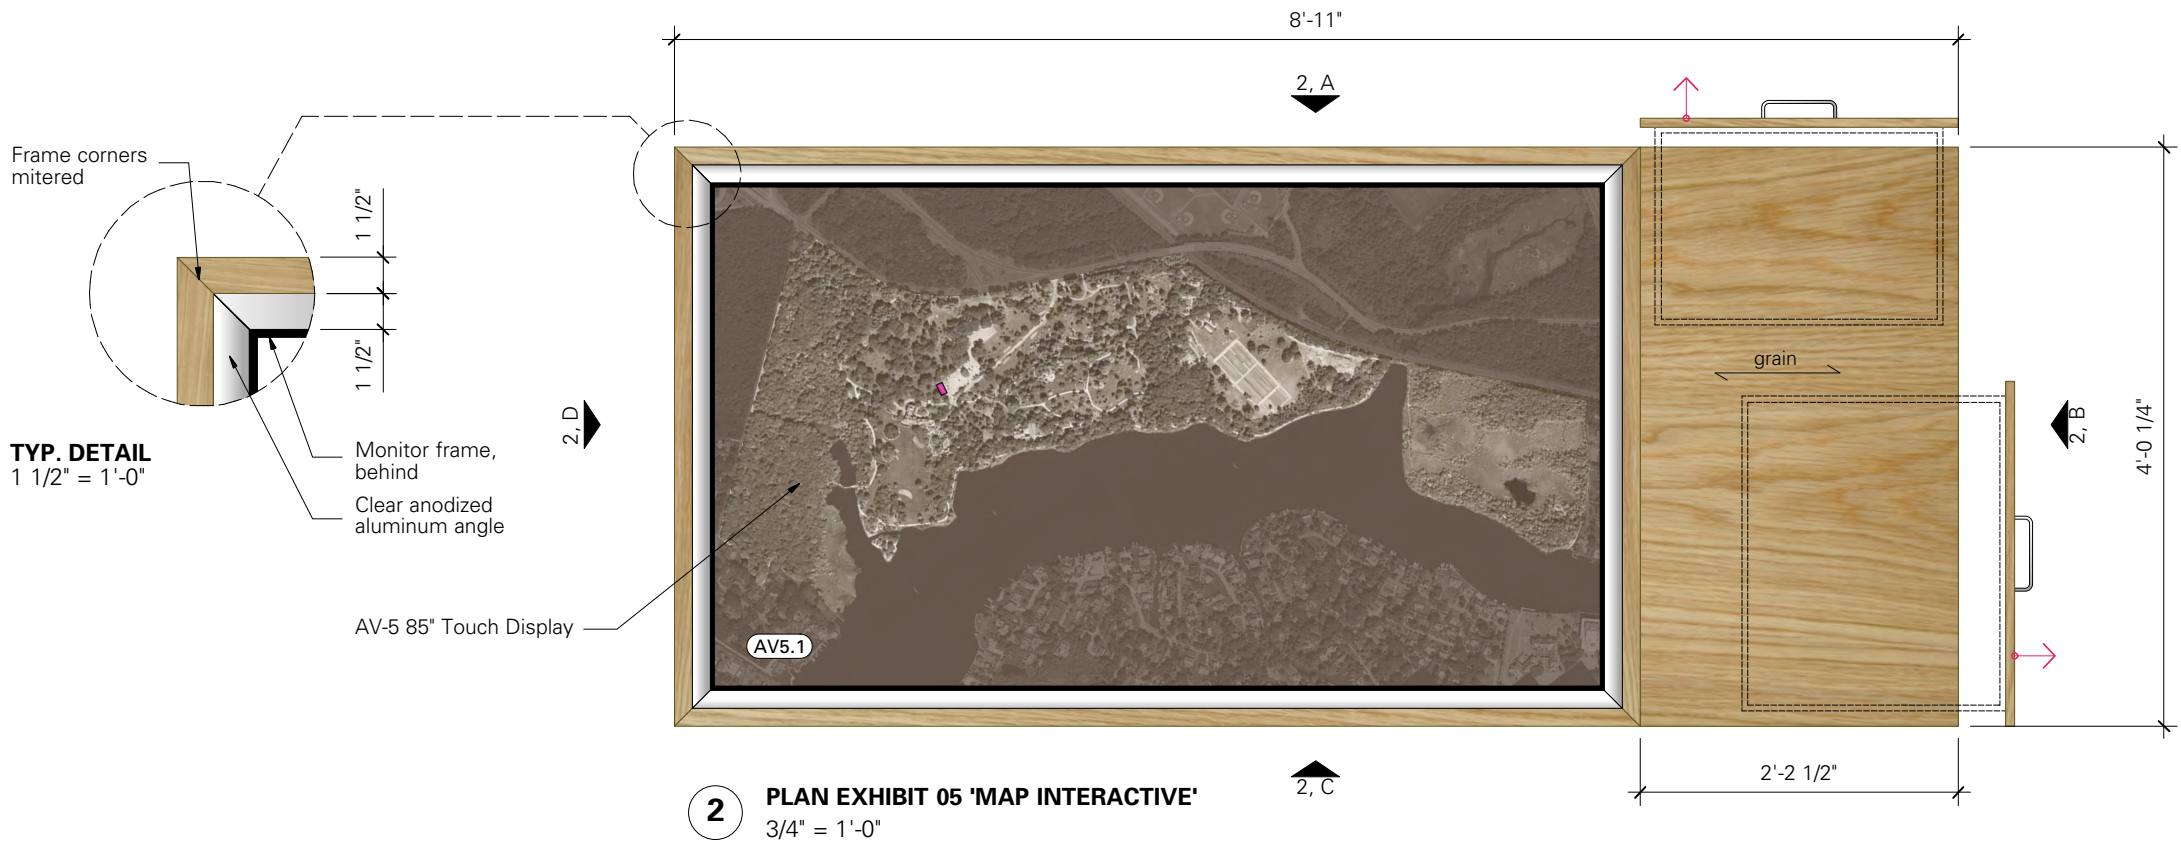 8'-11"
2, A
Frame corners
mitered
1 1/2"
1 1/2"
TYP. DETAIL
1 1/2" = 1'-0"
Monitor frame,
behind
Clear anodized
aluminum angle
AV-5 85" Touch Display
AV5.1
2, D
grain
2, B
4'-0 1/4"
2'-2 1/2"
2, C
2
PLAN EXHIBIT 05 'MAP INTERACTIVE'
3/4" = 1'-0"